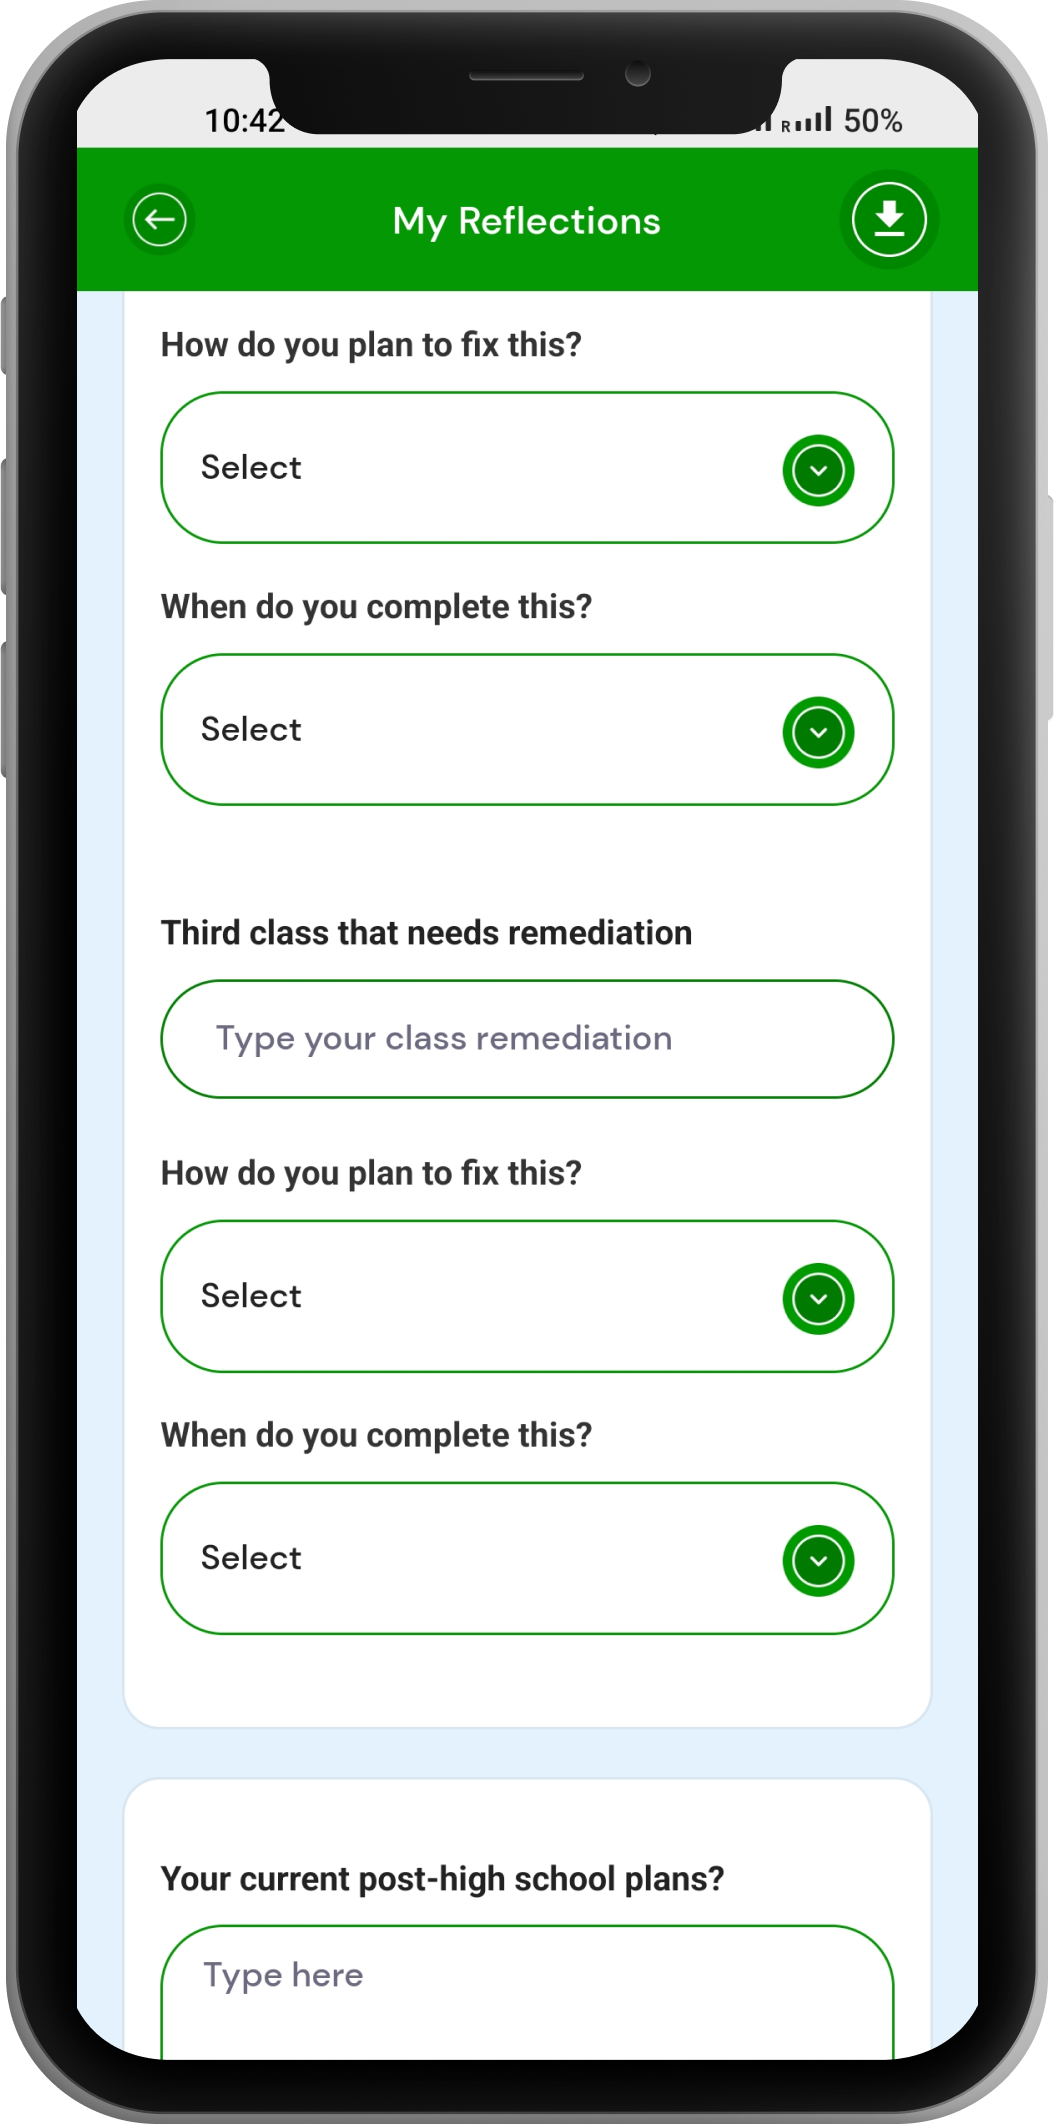 10:42
R 50%
My Reflections
How do you plan to fix this?
Select
When do you complete this?
Select
Third class that needs remediation
Type your class remediation
How do you plan to fix this?
Select
When do you complete this?
Select
Your current post-high school plans?
Type here